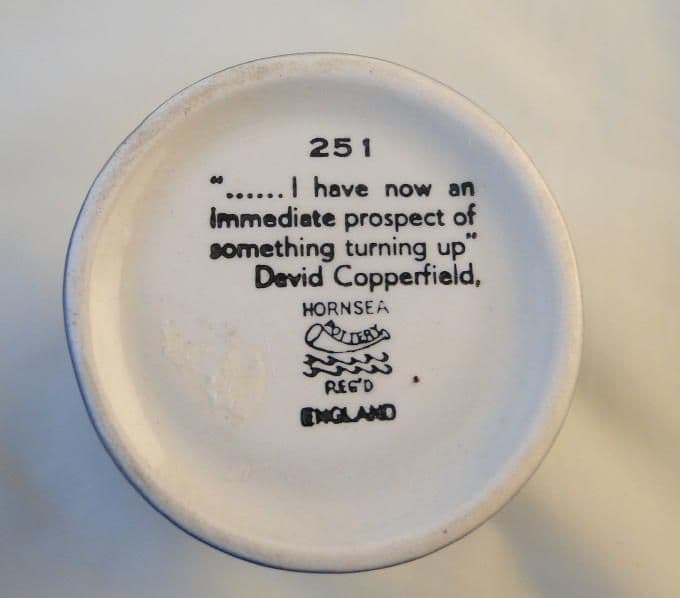 251
"......I have now an
immediate prospect of
something turning up"
David Copperfield,
HORNSEA
POTTERY
REG'D
ENGLAND